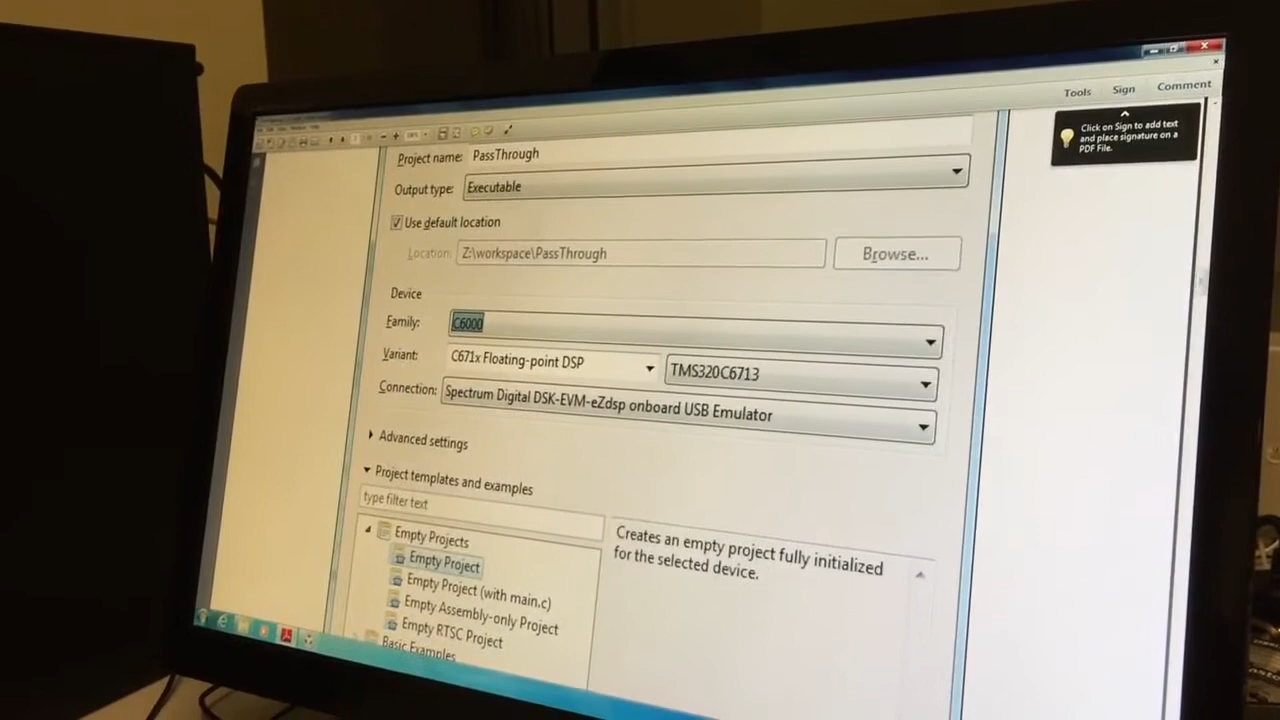 Tools Sign Comment
Click on Sign to add text
and place signature on a
PDF File.
Project name: PassThrough
Output type: Executable
Use default location
Location: Z:\workspace\PassThrough Browse...
Device
Family: C6000
Variant: C671x Floating-point DSP TMS320C6713
Connection: Spectrum Digital DSK-EVM-eZdsp onboard USB Emulator
Advanced settings
Project templates and examples
type filter text
Empty Projects
Empty Project
Empty Project (with main.c)
Empty Assembly-only Project
Empty RTSC Project
Basic Examples
Creates an empty project fully initialized
for the selected device.